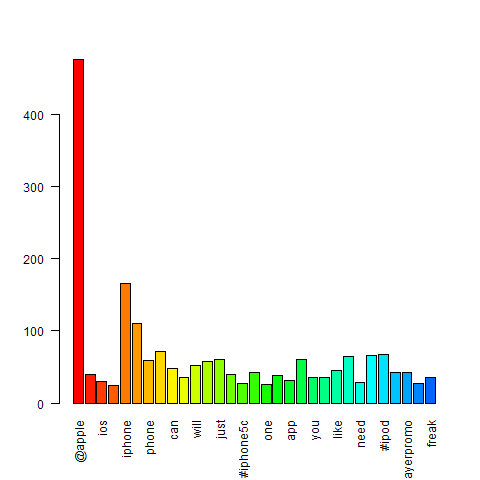 400
300
200
100
0
@apple
ios
iphone
phone
can
will
just
#iphone5c
one
app
you
like
need
#ipod
ayerpromo
freak